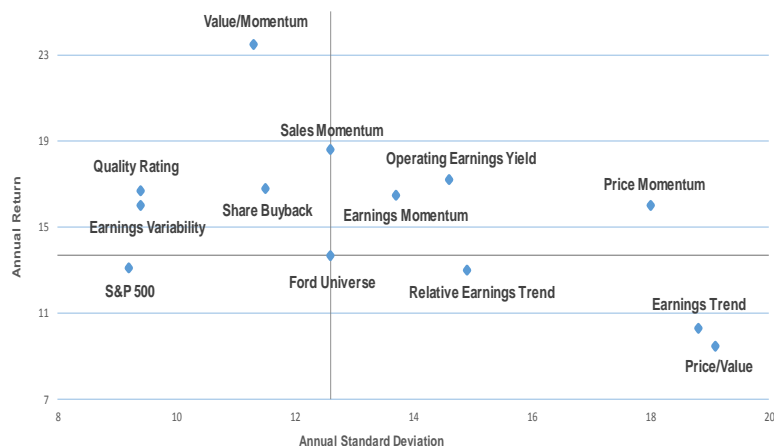 Value/Momentum
23
Sales Momentum
19
Operating Earnings Yield
Quality Rating
Price Momentum
Share Buyback
Earnings Momentum
Earnings Variability
15
Annual Return
Ford Universe
S&P 500
Relative Earnings Trend
11
Earnings Trend
Price/Value
7
8 10 12 14 16 18 20
Annual Standard Deviation